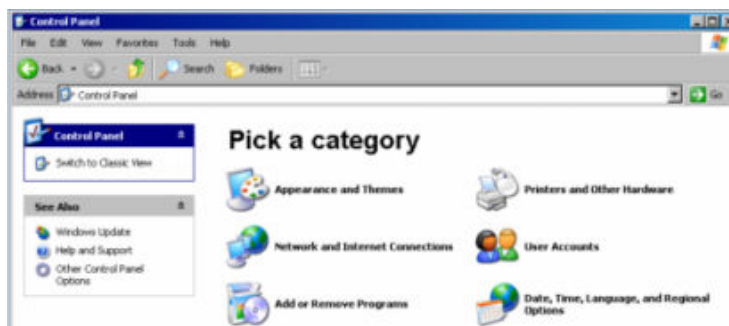 Control Panel
File Edit View Favorites Tools Help
Back Search Folders
Address Control Panel Go
Control Panel
Switch to Classic View
See Also
Windows Update
Help and Support
Other Control Panel
Options
Pick a category
Appearance and Themes
Printers and Other Hardware
Network and Internet Connections
User Accounts
Add or Remove Programs
Date, Time, Language, and Regional
Options